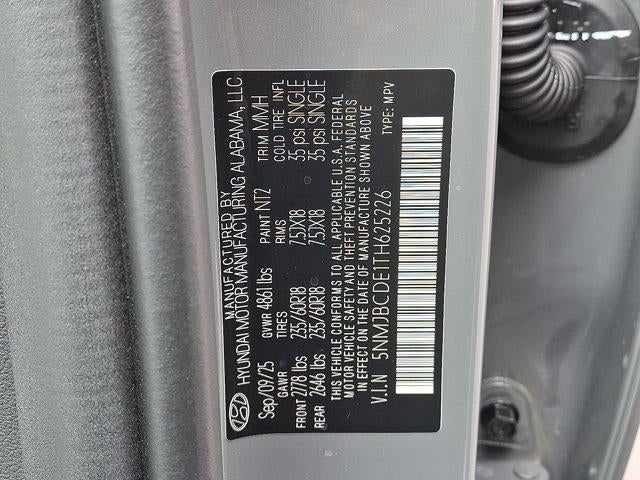 MANUFACTURED BY
HYUNDAI MOTOR MANUFACTURING ALABAMA, LLC
Sep/09/25 GVWR 4861 lbs PAINT NT2 TRIM MMH
GAWR TIRES RIMS COLD TIRE INFL
FRONT 2778 lbs 235/60R18 7.5JX18 35 psi SINGLE
REAR 2646 lbs 235/60R18 7.5JX18 35 psi SINGLE
THIS VEHICLE CONFORMS TO ALL APPLICABLE U.S.A. FEDERAL
MOTOR VEHICLE SAFETY AND THEFT PREVENTION STANDARDS
IN EFFECT ON THE DATE OF MANUFACTURE SHOWN ABOVE
V.I.N 5NMJBCDE1TH625226 TYPE: MPV